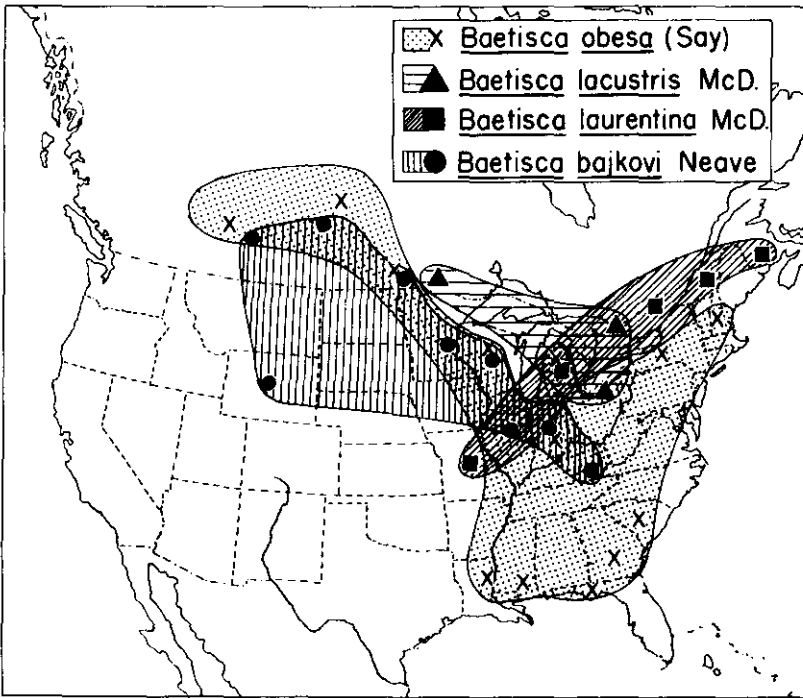 Baetisca obesa (Say)
Baetisca lacustris McD.
Baetisca laurentina McD.
Baetisca bajkovi Neave